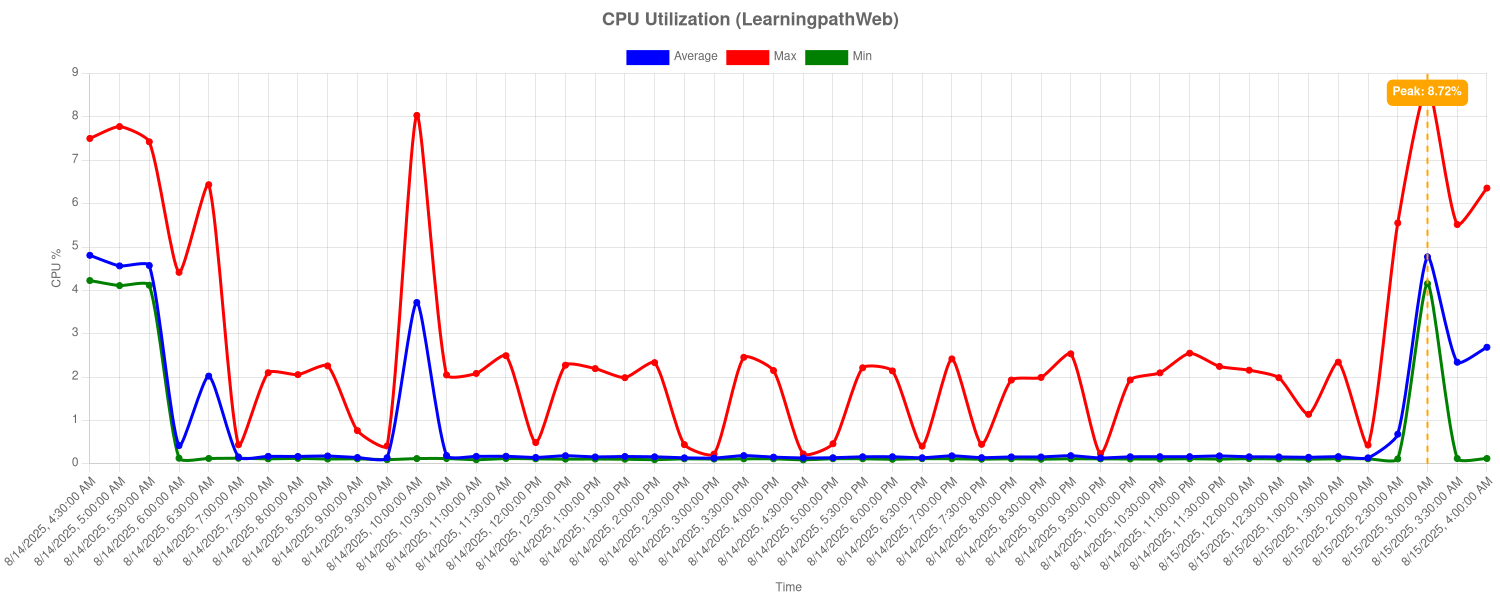 CPU Utilization (LearningpathWeb)
Average Max Min
Peak: 8.72%
9
8
7
6
5
4
3
2
1
0
CPU %
8/14/2025, 4:30:00 AM
8/14/2025, 5:00:00 AM
8/14/2025, 5:30:00 AM
8/14/2025, 6:00:00 AM
8/14/2025, 6:30:00 AM
8/14/2025, 7:00:00 AM
8/14/2025, 7:30:00 AM
8/14/2025, 8:00:00 AM
8/14/2025, 8:30:00 AM
8/14/2025, 9:00:00 AM
8/14/2025, 9:30:00 AM
8/14/2025, 10:00:00 AM
8/14/2025, 10:30:00 AM
8/14/2025, 11:00:00 AM
8/14/2025, 11:30:00 AM
8/14/2025, 12:00:00 PM
8/14/2025, 12:30:00 PM
8/14/2025, 1:00:00 PM
8/14/2025, 1:30:00 PM
8/14/2025, 2:00:00 PM
8/14/2025, 2:30:00 PM
8/14/2025, 3:00:00 PM
8/14/2025, 3:30:00 PM
8/14/2025, 4:00:00 PM
8/14/2025, 4:30:00 PM
8/14/2025, 5:00:00 PM
8/14/2025, 5:30:00 PM
8/14/2025, 6:00:00 PM
8/14/2025, 6:30:00 PM
8/14/2025, 7:00:00 PM
8/14/2025, 7:30:00 PM
8/14/2025, 8:00:00 PM
8/14/2025, 8:30:00 PM
8/14/2025, 9:00:00 PM
8/14/2025, 9:30:00 PM
8/14/2025, 10:00:00 PM
8/14/2025, 10:30:00 PM
8/14/2025, 11:00:00 PM
8/14/2025, 11:30:00 PM
8/15/2025, 12:00:00 AM
8/15/2025, 12:30:00 AM
8/15/2025, 1:00:00 AM
8/15/2025, 1:30:00 AM
8/15/2025, 2:00:00 AM
8/15/2025, 2:30:00 AM
8/15/2025, 3:00:00 AM
8/15/2025, 3:30:00 AM
8/15/2025, 4:00:00 AM
Time